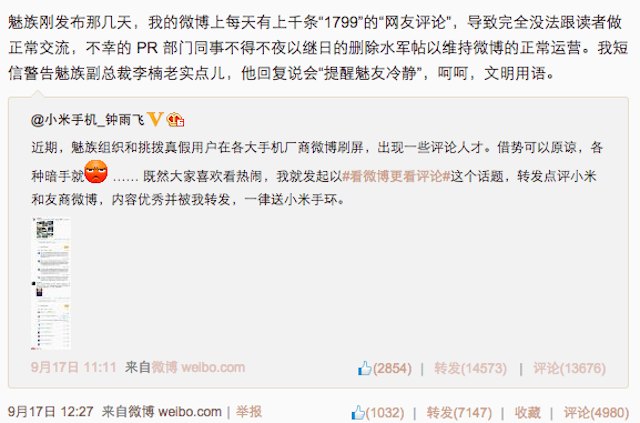 魅族刚发布那几天，我的微博上每天有上千条“1799”的“网友评论”，导致完全没法跟读者做
正常交流，不幸的 PR 部门同事不得不夜以继日的删除水军帖以维持微博的正常运营。我短
信警告魅族副总裁李楠老实点儿，他回复说会“提醒魅友冷静”，呵呵，文明用语。
@小米手机_钟雨飞
近期，魅族组织和挑拨真假用户在各大手机厂商微博刷屏，出现一些评论人才。借势可以原谅，各
种暗手就 …… 既然大家喜欢看热闹，我就发起以#看微博更看评论#这个话题，转发点评小米
和友商微博，内容优秀并被我转发，一律送小米手环。
9月17日 11:11 来自微博 weibo.com (2854) | 转发(14573) | 评论(13676)
9月17日 12:27 来自微博 weibo.com | 举报 (1032) | 转发(7147) | 收藏 | 评论(4980)